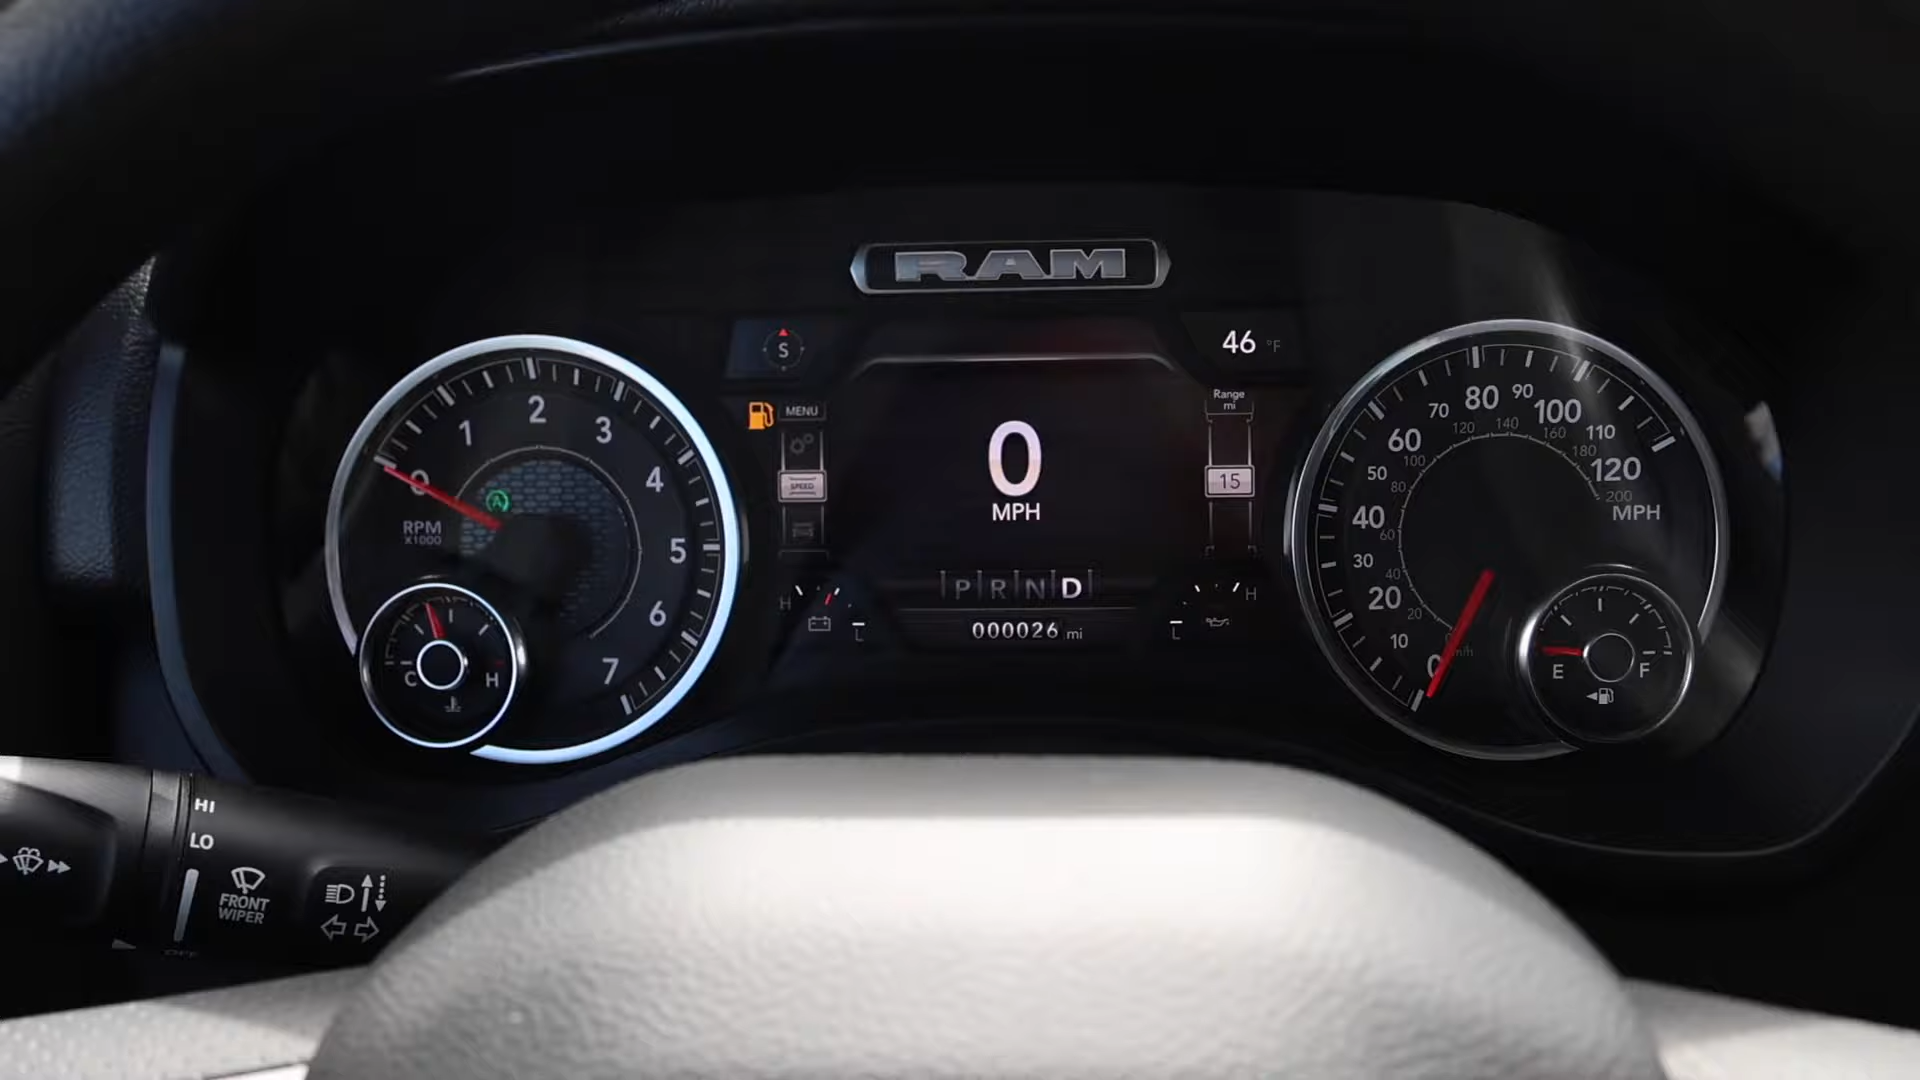 RAM
S
46 °F
MENU
SPEED
Range
mi
15
0
MPH
P R N D
000026 mi
H
L
H
L
0
1
2
3
4
5
6
7
RPM
X1000
A
C
H
0
10
20
30
40
50
60
70
80
90
100
110
120
MPH
20
40
60
80
100
120
140
160
180
200
E
F
HI
LO
FRONT
WIPER
OFF